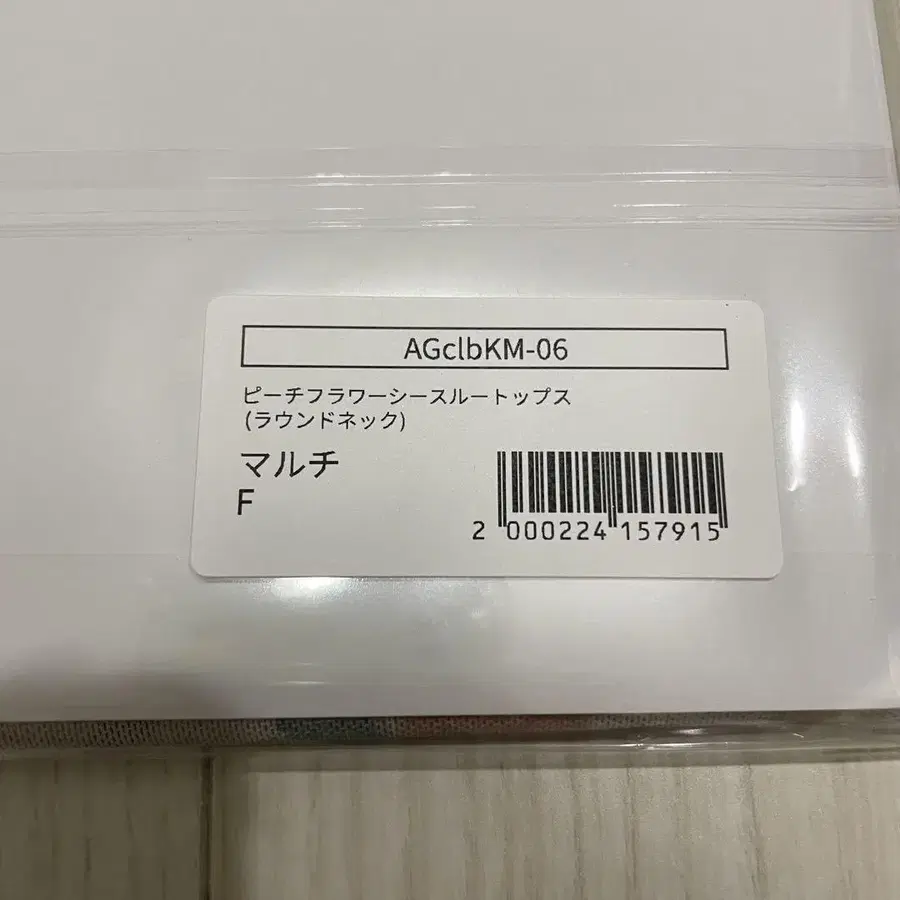 AGclbKM-06
ピーチフラワーシースルートップス
(ラウンドネック)
マルチ
F
2 000224 157915